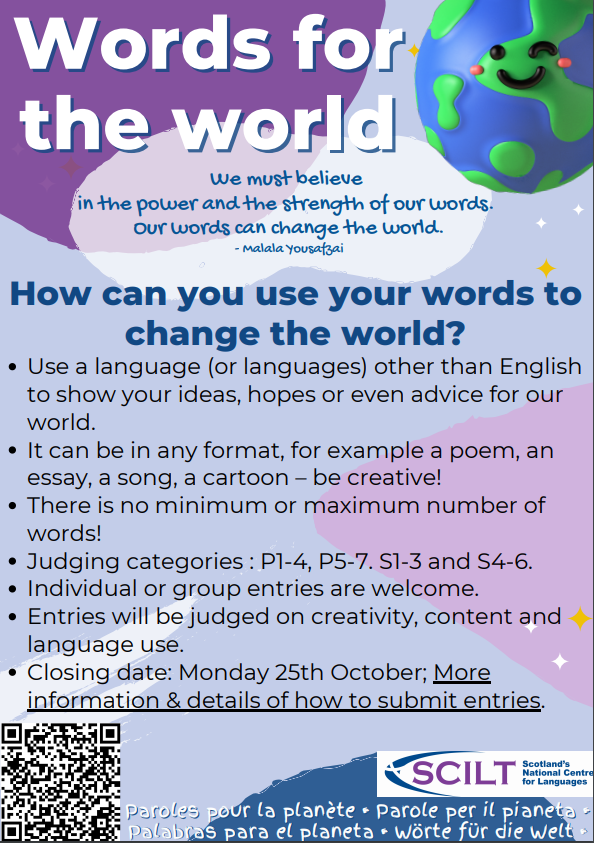 Words for
the world
We must believe
in the power and the strength of our words.
Our words can change the world.
- Malala Yousafzai
How can you use your words to
change the world?
• Use a language (or languages) other than English
to show your ideas, hopes or even advice for our
world.
• It can be in any format, for example a poem, an
essay, a song, a cartoon – be creative!
• There is no minimum or maximum number of
words!
• Judging categories : P1-4, P5-7. S1-3 and S4-6.
• Individual or group entries are welcome.
• Entries will be judged on creativity, content and
language use.
• Closing date: Monday 25th October; More
information & details of how to submit entries.
SCILT
Scotland's
National Centre
for Languages
Paroles pour la planète • Parole per il pianeta •
Palabras para el planeta • Wörte für die Welt •